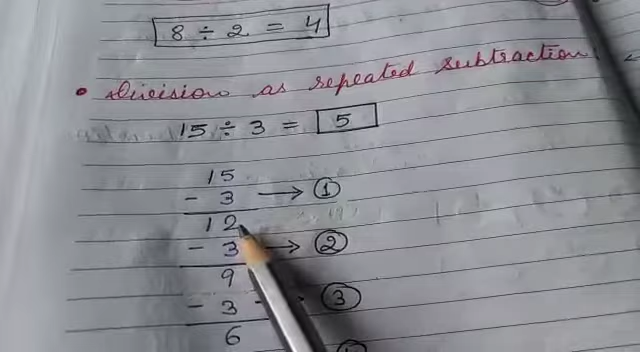 8 ÷ 2 = 4
• Division as repeated subtraction:
15 ÷ 3 = 5
15
- 3 → 1
12
- 3 → 2
9
- 3 → 3
6